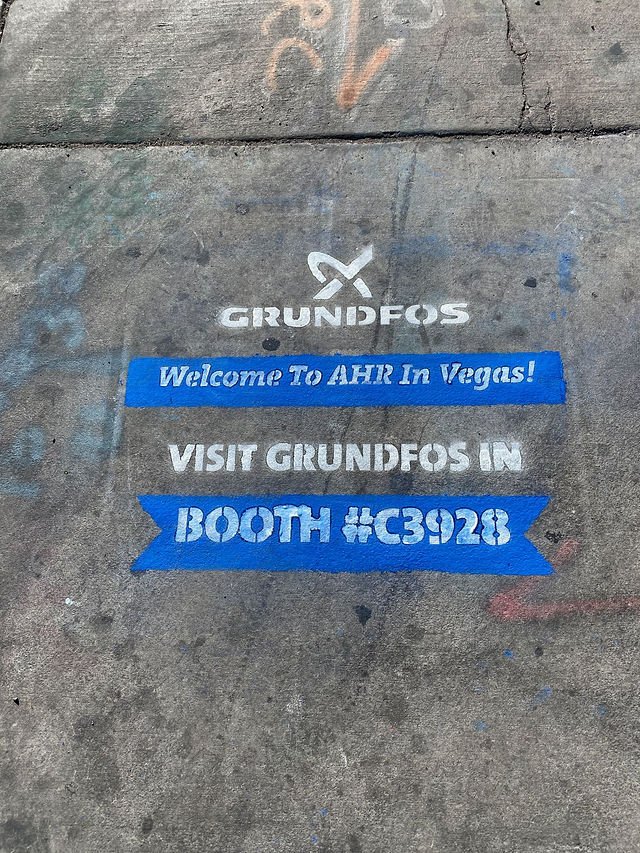 GRUNDFOS
Welcome To AHR In Vegas!
VISIT GRUNDFOS IN
BOOTH #C3928